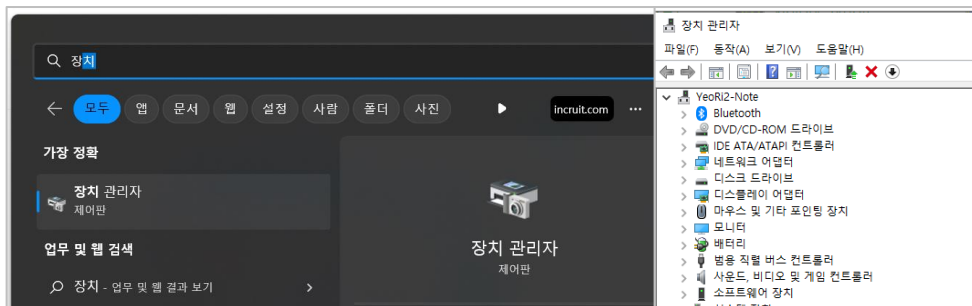 장치
모두
앱
문서
웹
설정
사람
폴더
사진
incruit.com
가장 정확
장치 관리자
제어판
업무 및 웹 검색
장치 - 업무 및 웹 결과 보기
장치 관리자
제어판
장치 관리자
파일(F) 동작(A) 보기(V) 도움말(H)
YeoRi2-Note
Bluetooth
DVD/CD-ROM 드라이브
IDE ATA/ATAPI 컨트롤러
네트워크 어댑터
디스크 드라이브
디스플레이 어댑터
마우스 및 기타 포인팅 장치
모니터
배터리
범용 직렬 버스 컨트롤러
사운드, 비디오 및 게임 컨트롤러
소프트웨어 장치